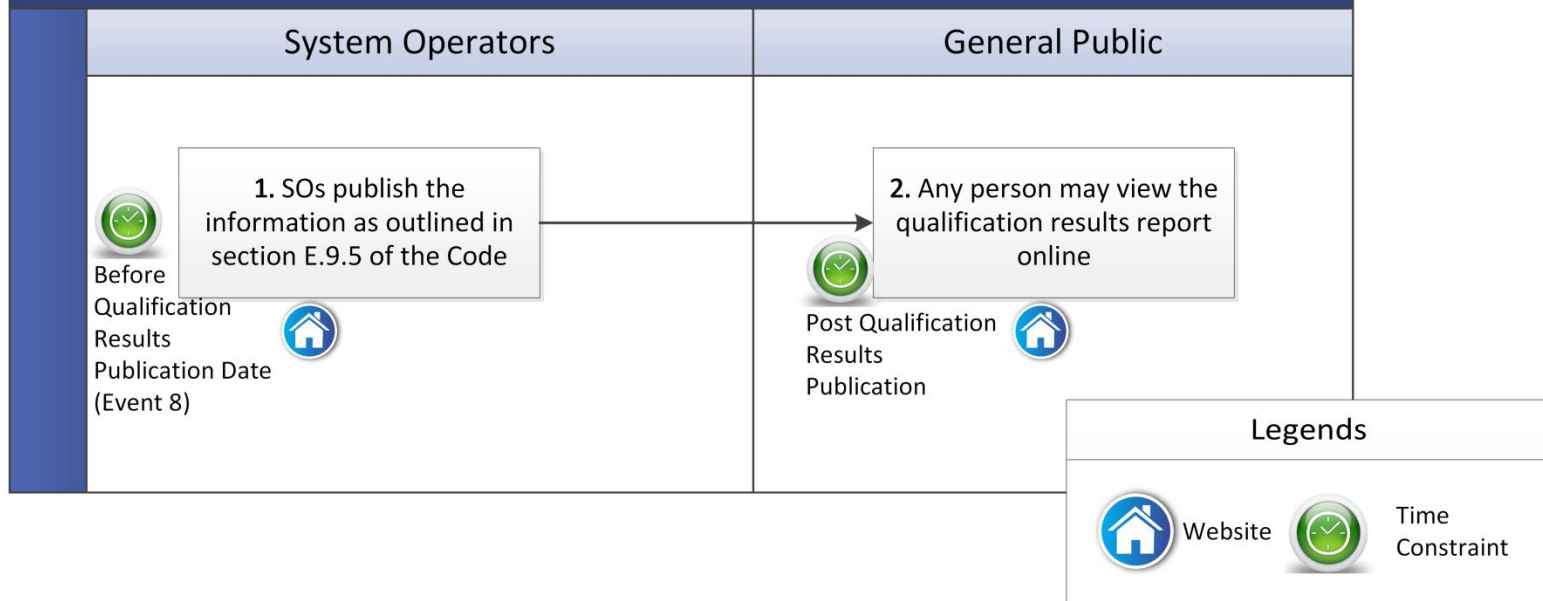 System Operators
General Public
1. SOs publish the
information as outlined in
section E.9.5 of the Code
Before
Qualification
Results
Publication Date
(Event 8)
2. Any person may view the
qualification results report
online
Post Qualification
Results
Publication
Legends
Website
Time
Constraint